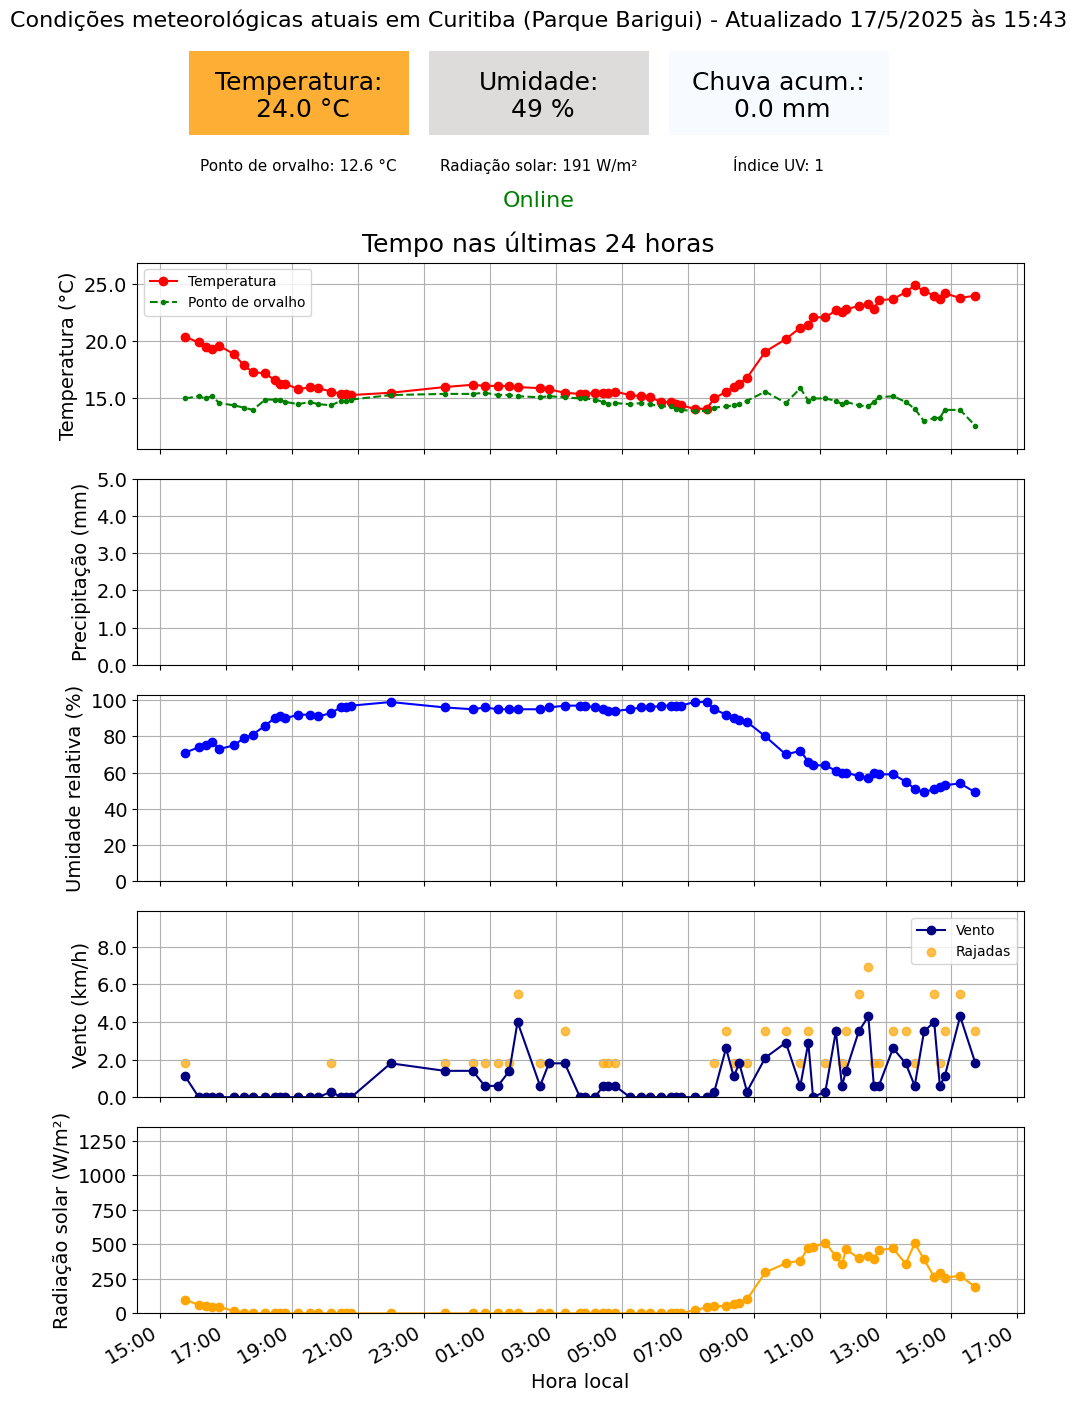 Condições meteorológicas atuais em Curitiba (Parque Barigui) - Atualizado 17/5/2025 às 15:43
Temperatura:
24.0 °C
Umidade:
49 %
Chuva acum.:
0.0 mm
Ponto de orvalho: 12.6 °C
Radiação solar: 191 W/m²
Índice UV: 1
Online
Tempo nas últimas 24 horas
Temperatura (°C)
25.0
20.0
15.0
Temperatura
Ponto de orvalho
Precipitação (mm)
5.0
4.0
3.0
2.0
1.0
0.0
Umidade relativa (%)
100
80
60
40
20
0
Vento (km/h)
8.0
6.0
4.0
2.0
0.0
Vento
Rajadas
Radiação solar (W/m²)
1250
1000
750
500
250
0
15:00
17:00
19:00
21:00
23:00
01:00
03:00
05:00
07:00
09:00
11:00
13:00
15:00
17:00
Hora local